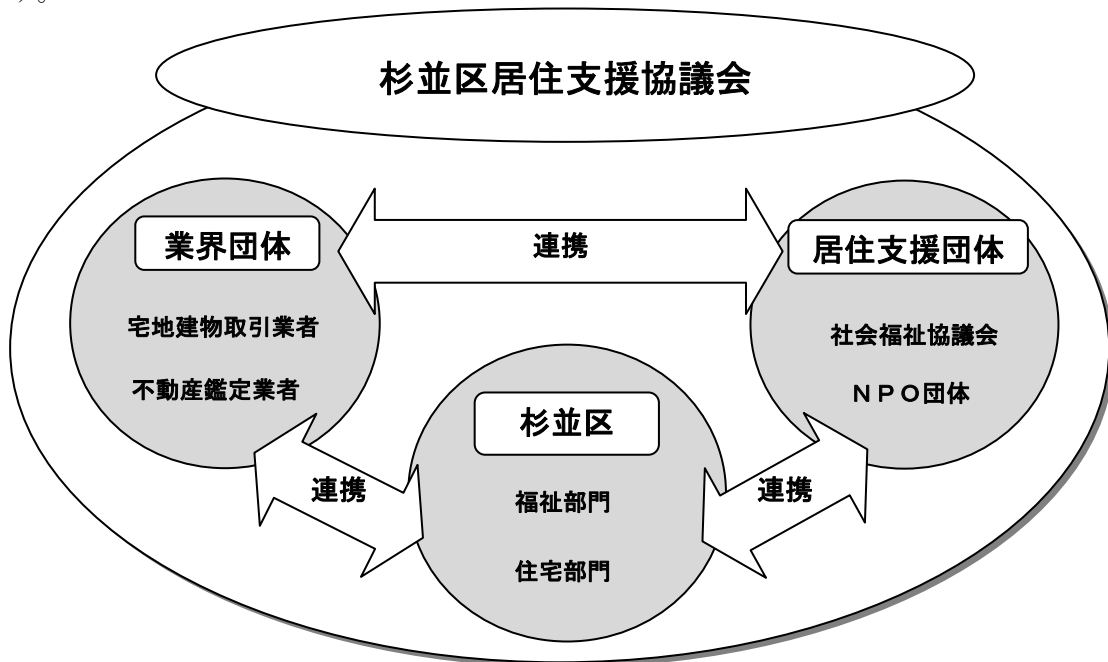 す。
杉並区居住支援協議会
業界団体
宅地建物取引業者
不動産鑑定業者
連携
居住支援団体
社会福祉協議会
ＮＰＯ団体
杉並区
福祉部門
住宅部門
連携
連携